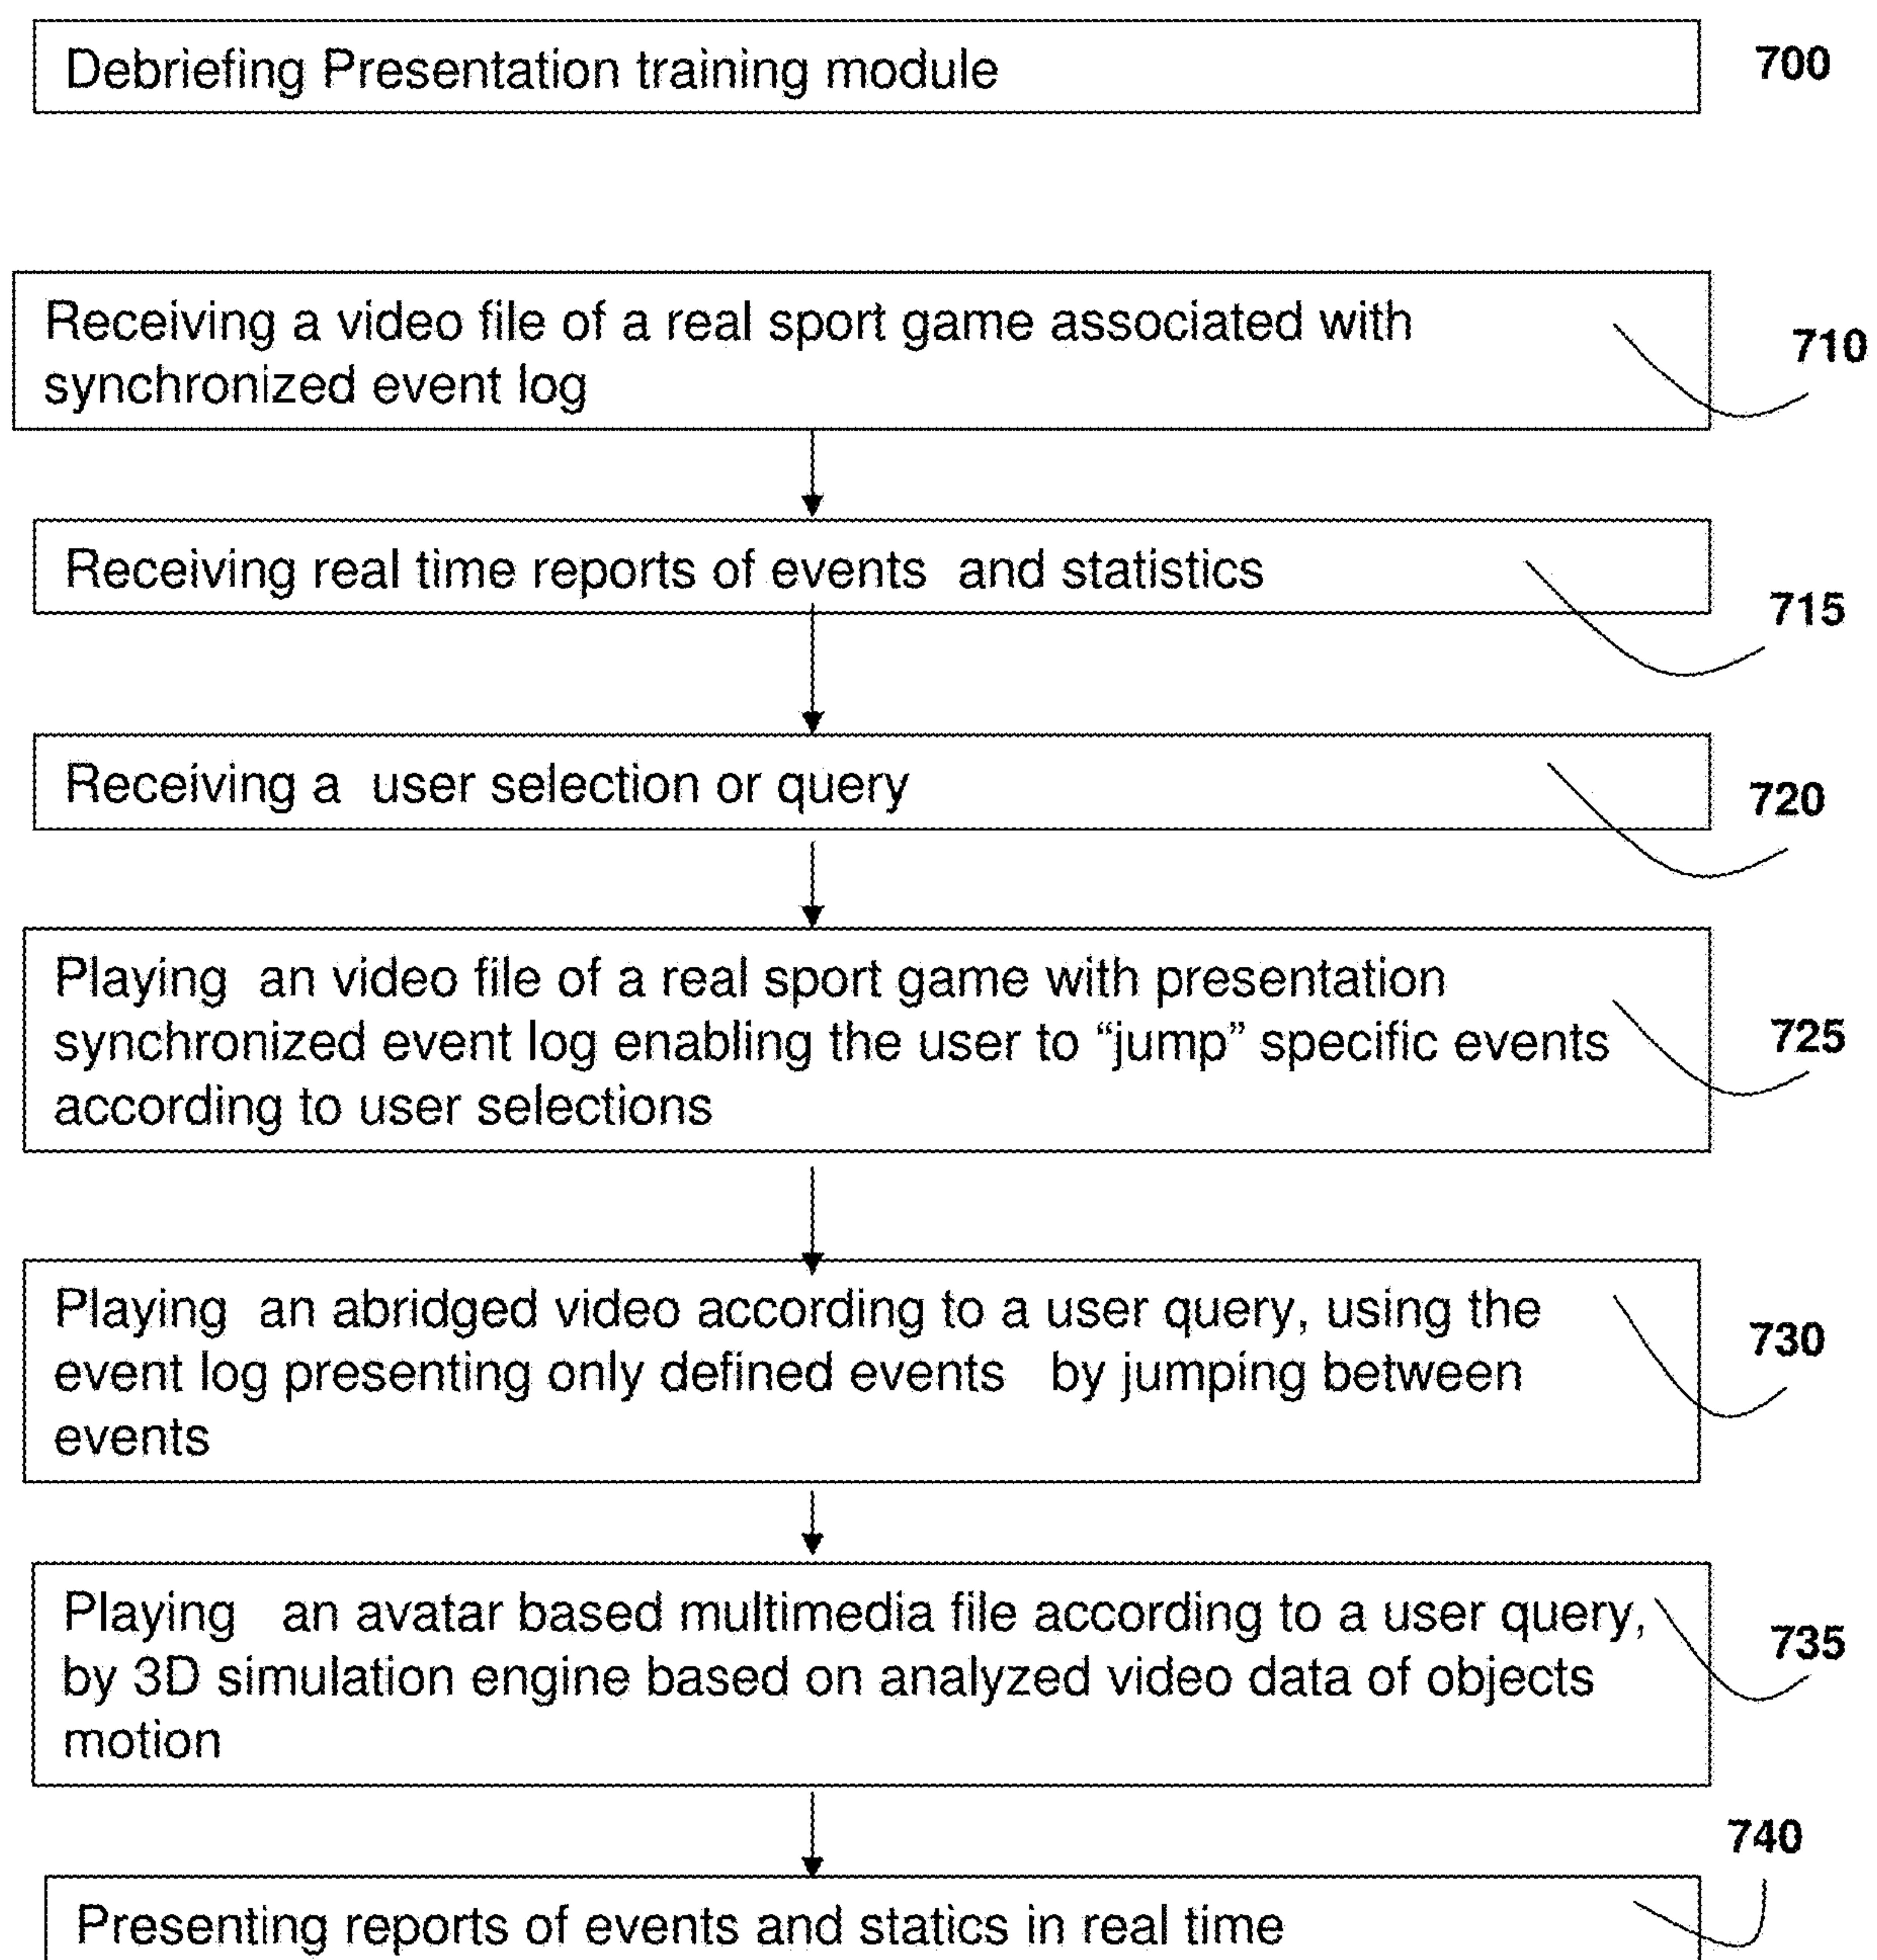 Debriefing Presentation training module
700
Receiving a video file of a real sport game associated with
synchronized event log
710
Receiving real time reports of events and statistics
715
Receiving a user selection or query
720
Playing an video file of a real sport game with presentation
synchronized event log enabling the user to “jump” specific events
according to user selections
725
Playing an abridged video according to a user query, using the
event log presenting only defined events by jumping between
events
730
Playing an avatar based multimedia file according to a user query,
by 3D simulation engine based on analyzed video data of objects
motion
735
740
Presenting reports of events and statics in real time